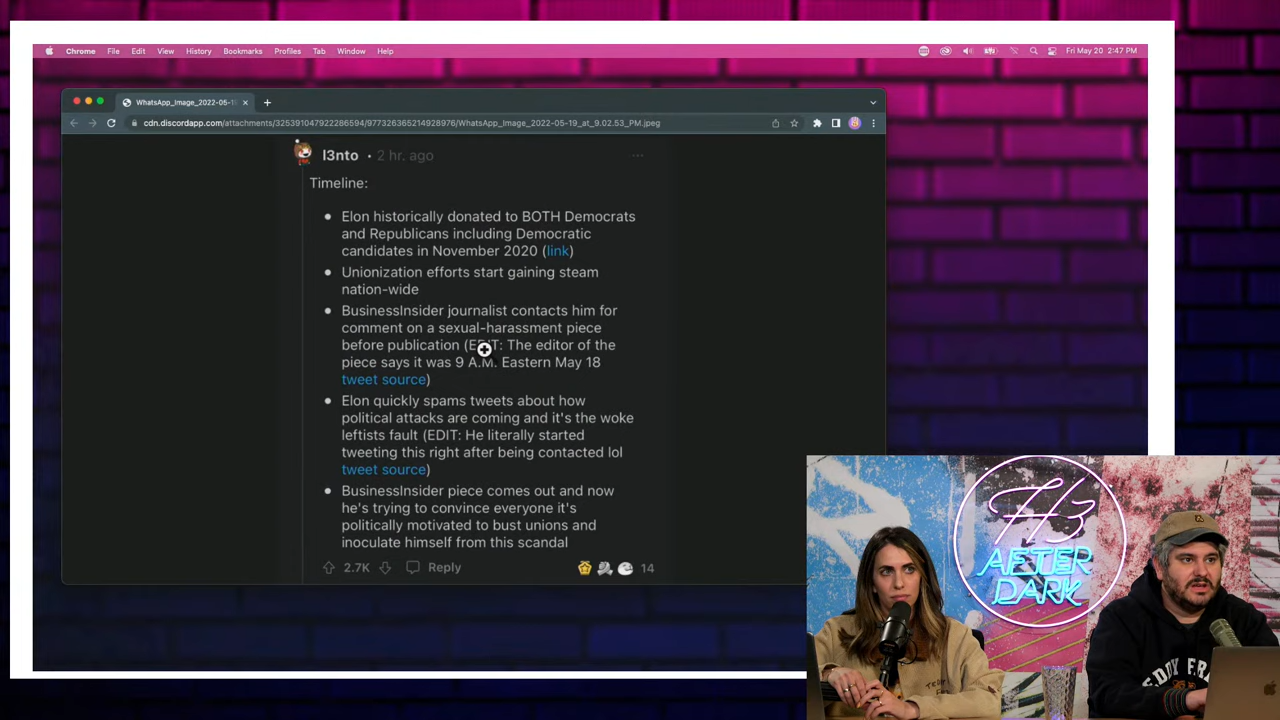 Chrome File Edit View History Bookmarks Profiles Tab Window Help Fri May 20 2:47 PM
WhatsApp_Image_2022-05-1
cdn.discordapp.com/attachments/325391047922286594/977326365214928976/WhatsApp_Image_2022-05-19_at_9.02.53_PM.jpeg
l3nto · 2 hr. ago
Timeline:
Elon historically donated to BOTH Democrats
and Republicans including Democratic
candidates in November 2020 (link)
Unionization efforts start gaining steam
nation-wide
BusinessInsider journalist contacts him for
comment on a sexual-harassment piece
before publication (EDIT: The editor of the
piece says it was 9 A.M. Eastern May 18
tweet source)
Elon quickly spams tweets about how
political attacks are coming and it's the woke
leftists fault (EDIT: He literally started
tweeting this right after being contacted lol
tweet source)
BusinessInsider piece comes out and now
he's trying to convince everyone it's
politically motivated to bust unions and
inoculate himself from this scandal
2.7K Reply 14
H3
AFTER
DARK
TEDDY FR